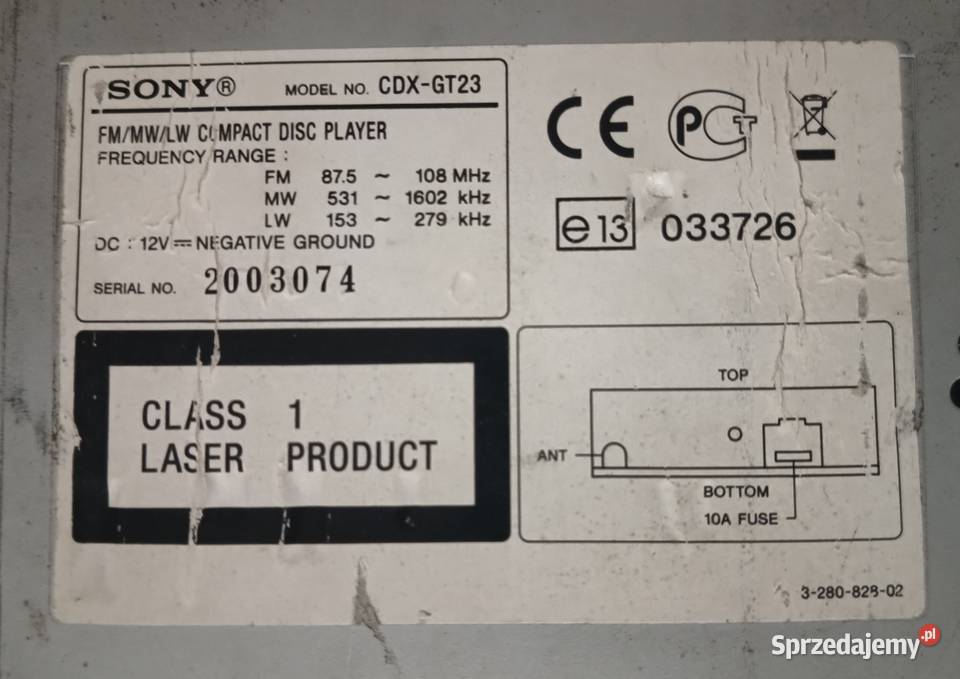 SONY® MODEL NO. CDX-GT23
FM/MW/LW COMPACT DISC PLAYER
FREQUENCY RANGE :
FM 87.5 ~ 108 MHz
MW 531 ~ 1602 kHz
LW 153 ~ 279 kHz
DC : 12V⎓NEGATIVE GROUND
SERIAL NO. 2003074
CE PCT
e13 033726
CLASS 1
LASER PRODUCT
TOP
ANT
BOTTOM
10A FUSE
3-280-828-02
Sprzedajemy.pl